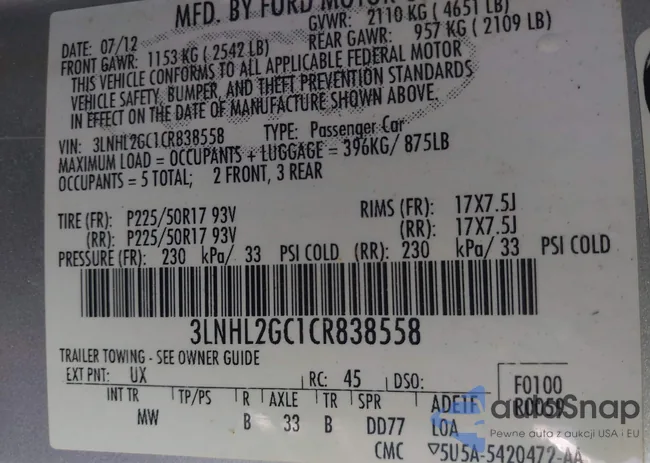 MFD. BY FORD MOTOR
DATE: 07/12 GVWR: 2110 KG (4651 LB)
FRONT GAWR: 1153 KG (2542 LB) REAR GAWR: 957 KG (2109 LB)
THIS VEHICLE CONFORMS TO ALL APPLICABLE FEDERAL MOTOR
VEHICLE SAFETY, BUMPER, AND THEFT PREVENTION STANDARDS
IN EFFECT ON THE DATE OF MANUFACTURE SHOWN ABOVE.
VIN: 3LNHL2GC1CR838558 TYPE: Passenger Car
MAXIMUM LOAD = OCCUPANTS + LUGGAGE = 396KG/ 875LB
OCCUPANTS = 5 TOTAL; 2 FRONT, 3 REAR
TIRE (FR): P225/50R17 93V RIMS (FR): 17X7.5J
(RR): P225/50R17 93V (RR): 17X7.5J
PRESSURE (FR): 230 kPa/ 33 PSI COLD (RR): 230 kPa/ 33 PSI COLD
3LNHL2GC1CR838558
TRAILER TOWING - SEE OWNER GUIDE
EXT PNT: UX RC: 45 DSO: F0100
INT TR TP/PS R AXLE TR SPR ADE1F R0059
MW B 33 B DD77 LOA
CMC ▽5U5A-5420472-AA
autoSnap
Pewne auta z aukcji USA i EU